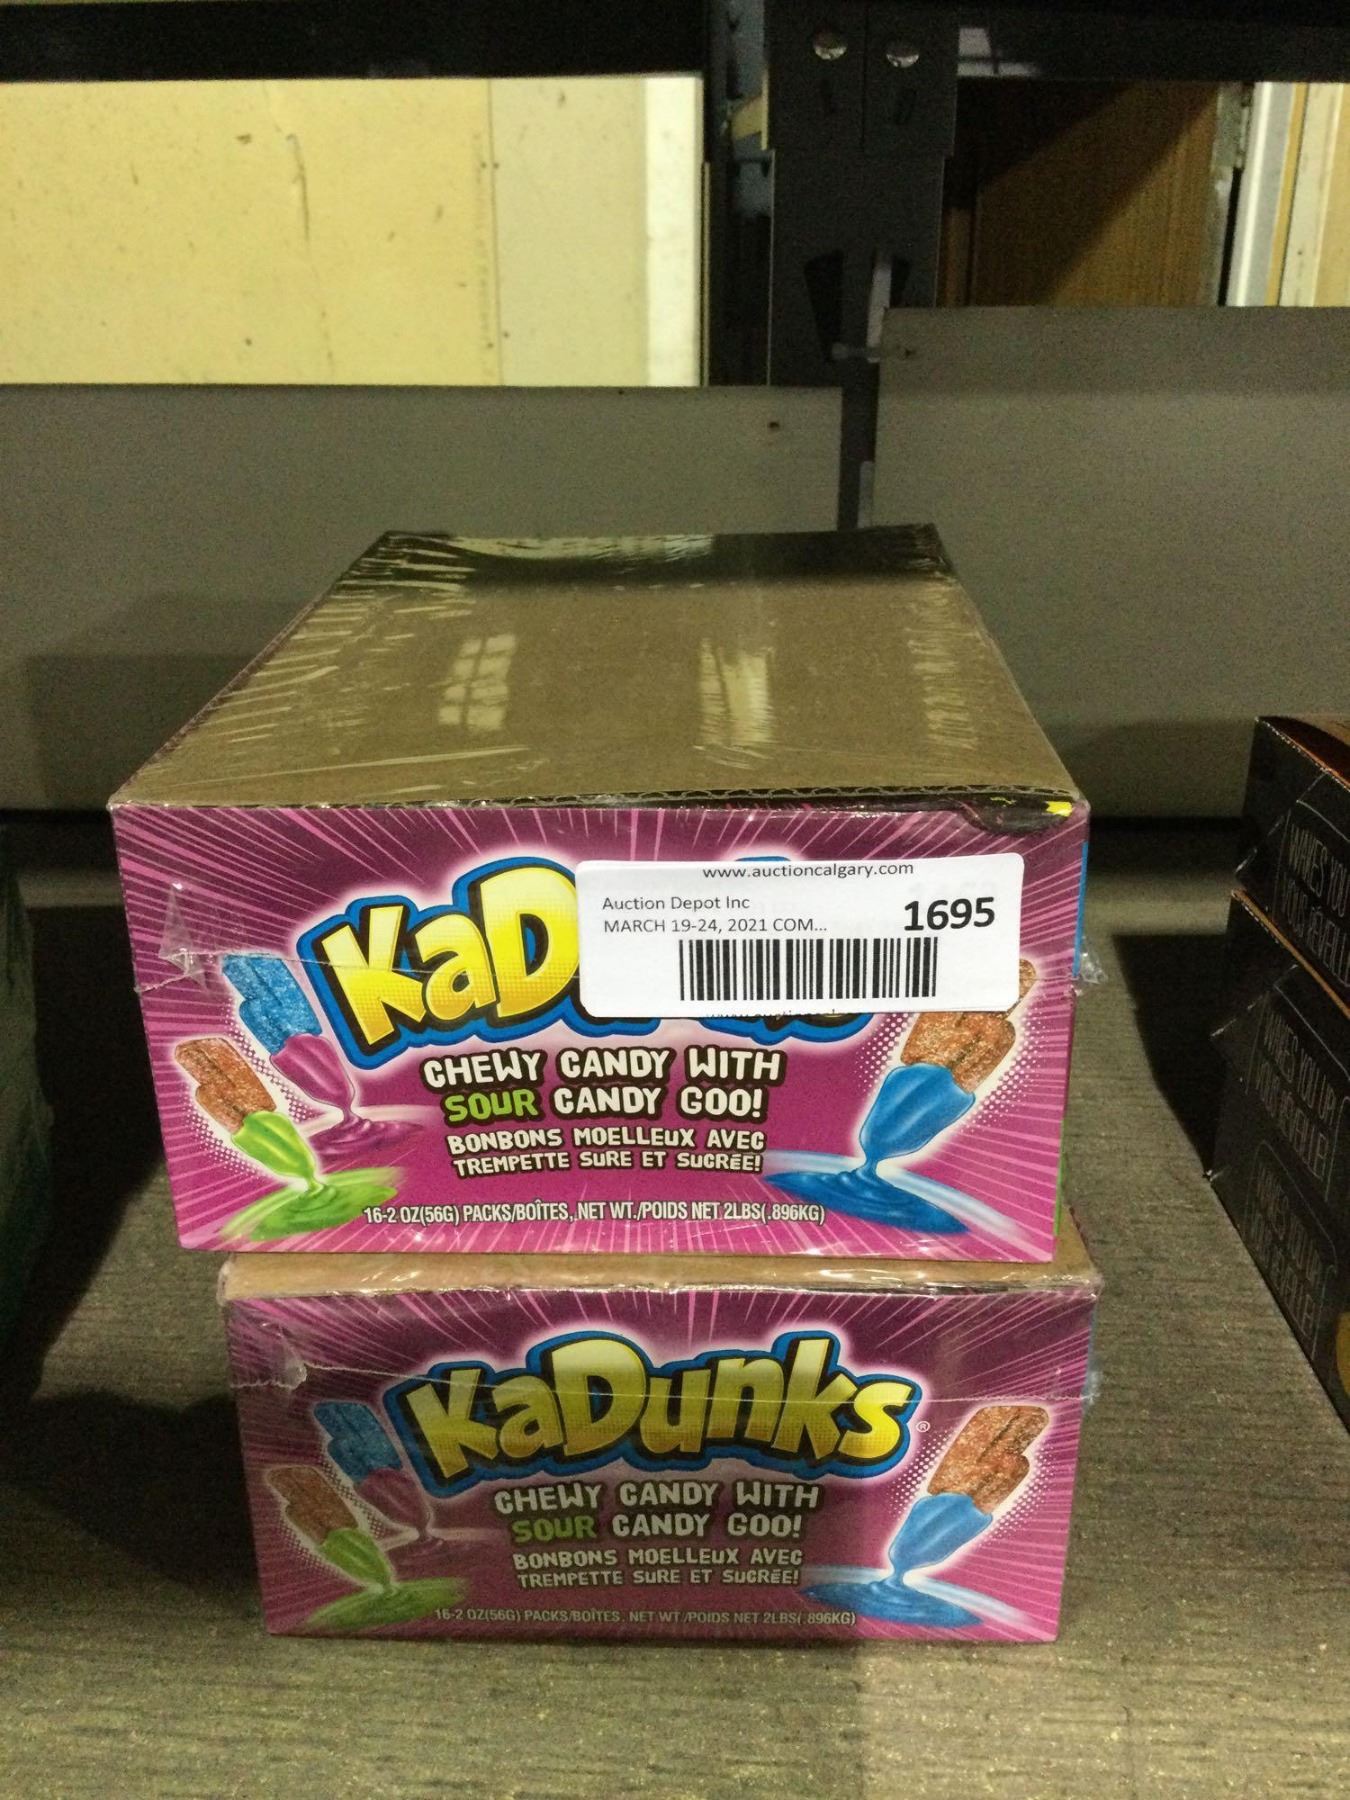 www.auctioncalgary.com
Auction Depot Inc
MARCH 19-24, 2021 COM...
1695
KaD
CHEWY CANDY WITH
SOUR CANDY GOO!
BONBONS MOELLEUX AVEC
TREMPETTE SURE ET SUCRÉE!
16-2 OZ(56G) PACKS/BOÎTES, NET WT./POIDS NET 2LBS(.896KG)
KaDunks®
CHEWY CANDY WITH
SOUR CANDY GOO!
BONBONS MOELLEUX AVEC
TREMPETTE SURE ET SUCRÉE!
16-2 OZ(56G) PACKS/BOÎTES, NET WT./POIDS NET 2LBS(.896KG)